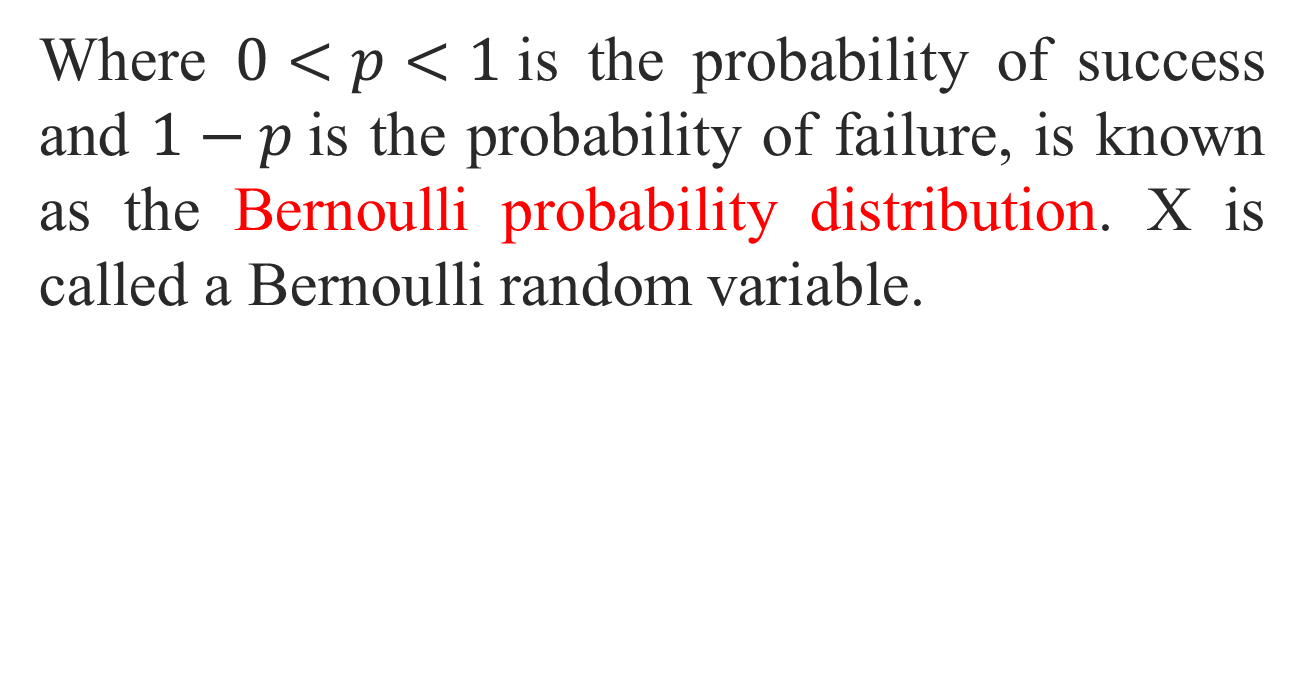 Where 0 < 𝑝 < 1 is the probability of success
and 1 − 𝑝 is the probability of failure, is known
as the Bernoulli probability distribution. X is
called a Bernoulli random variable.